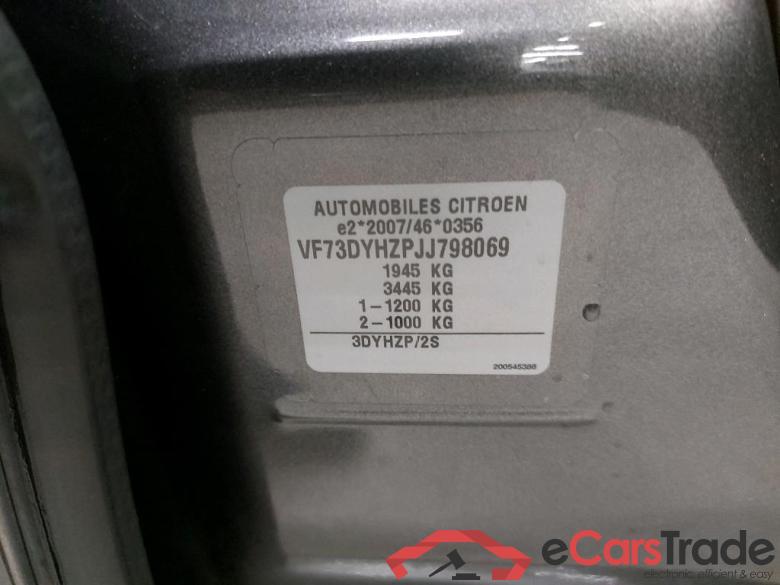 AUTOMOBILES CITROEN
e2*2007/46*0356
VF73DYHZPJJ798069
1945 KG
3445 KG
1-1200 KG
2-1000 KG
3DYHZP/2S
200545388
eCarsTrade
electronic, efficient & easy